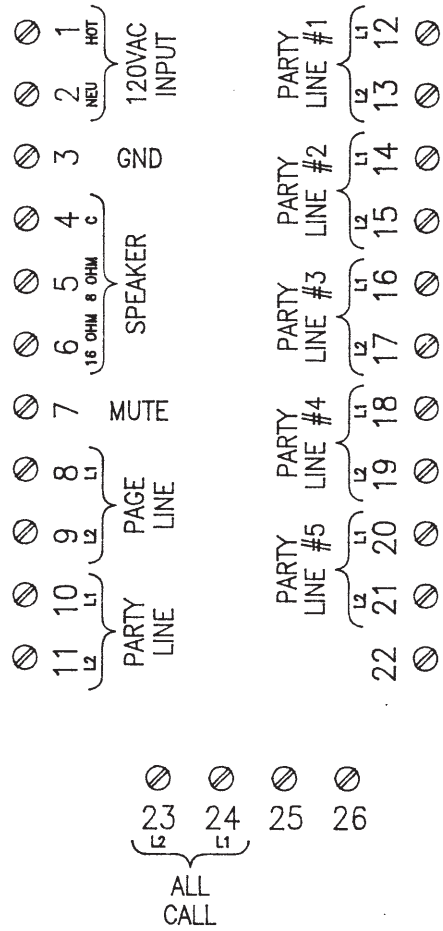 1 HOT
2 NEU
120VAC
INPUT
3
GND
4 C
5 8 OHM
6 16 OHM
SPEAKER
7
MUTE
8 L1
9 L2
PAGE
LINE
10 L1
11 L2
PARTY
LINE
PARTY
LINE #1
L1 12
L2 13
PARTY
LINE #2
L1 14
L2 15
PARTY
LINE #3
L1 16
L2 17
PARTY
LINE #4
L1 18
L2 19
PARTY
LINE #5
L1 20
L2 21
22
23 24 25 26
L2 L1
ALL
CALL